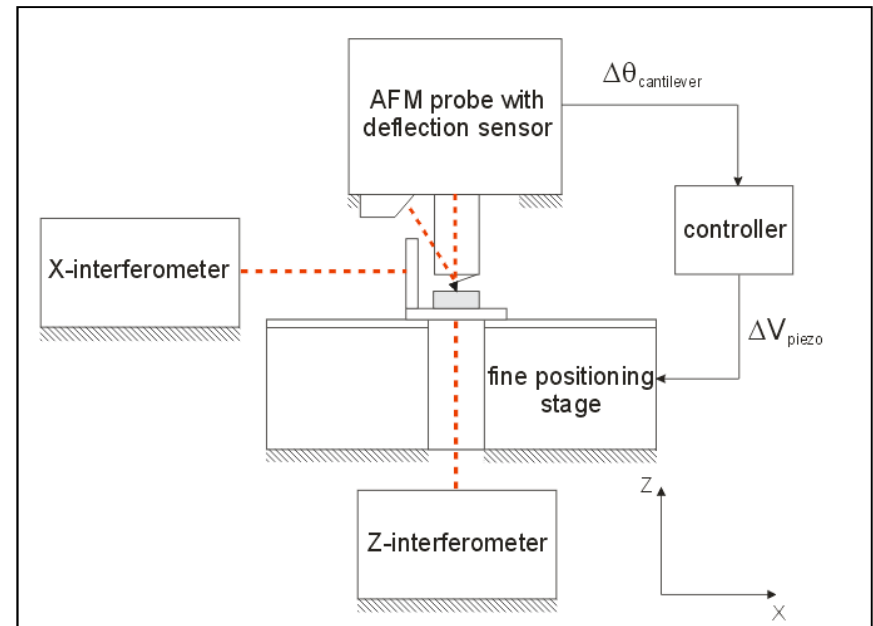 AFM probe with
deflection sensor
Δθcantilever
controller
X-interferometer
ΔVpiezo
fine positioning
stage
Z-interferometer
Z
X